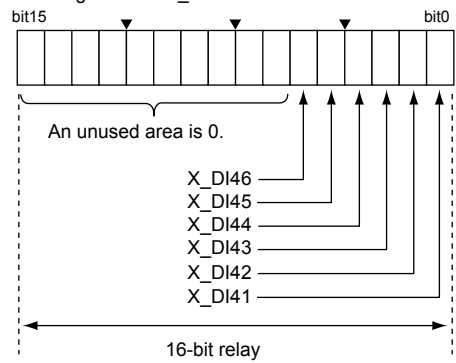 bit15 bit0
An unused area is 0.
X_DI46
X_DI45
X_DI44
X_DI43
X_DI42
X_DI41
16-bit relay